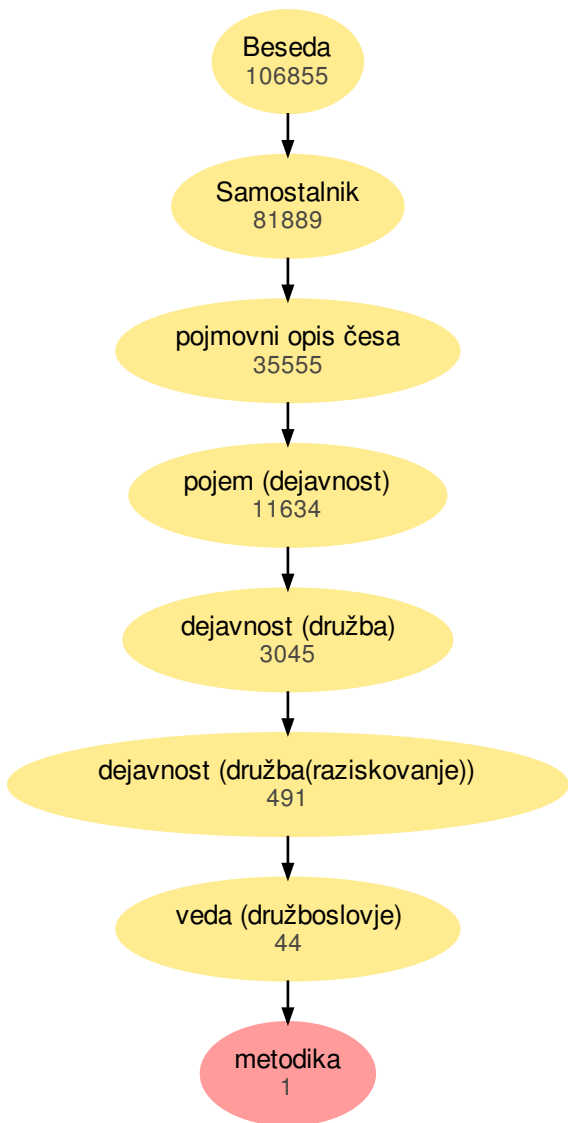 Beseda
106855
Samostalnik
81889
pojmovni opis česa
35555
pojem (dejavnost)
11634
dejavnost (družba)
3045
dejavnost (družba(raziskovanje))
491
veda (družboslovje)
44
metodika
1